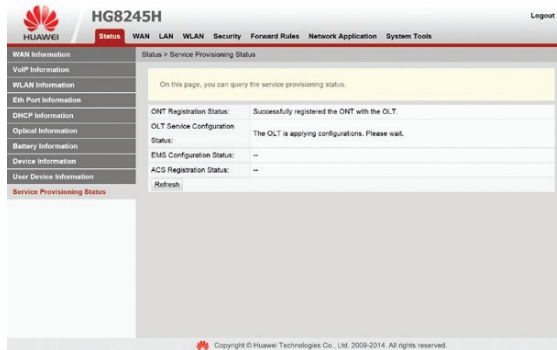 HG8245H
Logout
HUAWEI
Status WAN LAN WLAN Security Forward Rules Network Application System Tools
WAN Information
VoIP Information
WLAN Information
Eth Port Information
DHCP Information
Optical Information
Battery Information
Device Information
User Device Information
Service Provisioning Status
Status > Service Provisioning Status
On this page, you can query the service provisioning status.
ONT Registration Status: Successfully registered the ONT with the OLT.
OLT Service Configuration
Status: The OLT is applying configurations. Please wait.
EMS Configuration Status: --
ACS Registration Status: --
Refresh
Copyright © Huawei Technologies Co., Ltd. 2009-2014. All rights reserved.